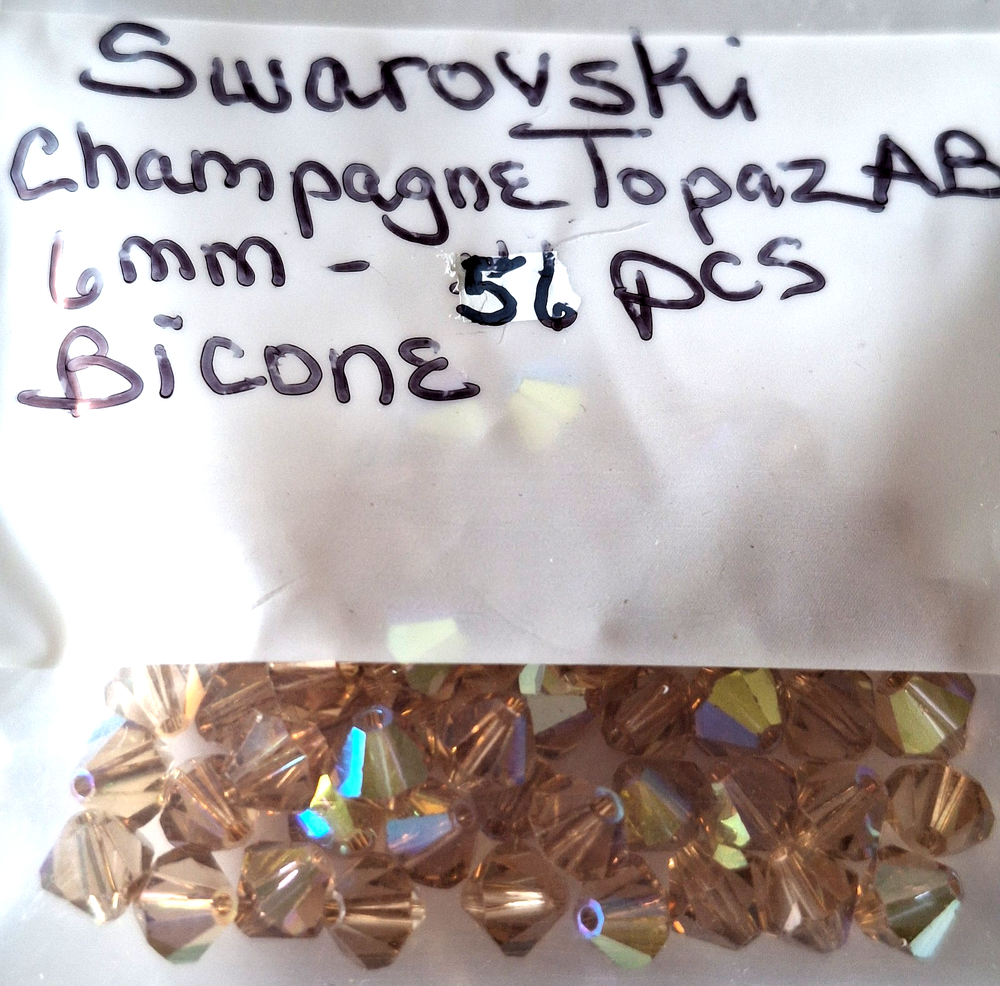 Swarovski
Champagne Topaz AB
6mm - 56 pcs
Bicone